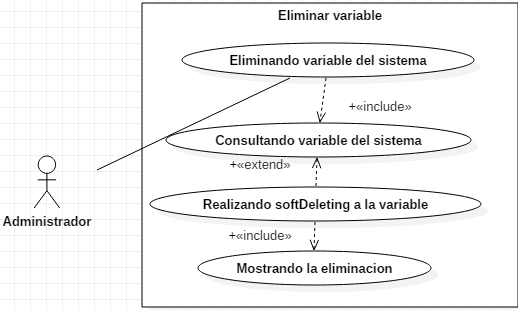 Eliminar variable
Eliminando variable del sistema
+«include»
Consultando variable del sistema
+«extend»
Realizando softDeleting a la variable
Administrador
+«include»
Mostrando la eliminacion